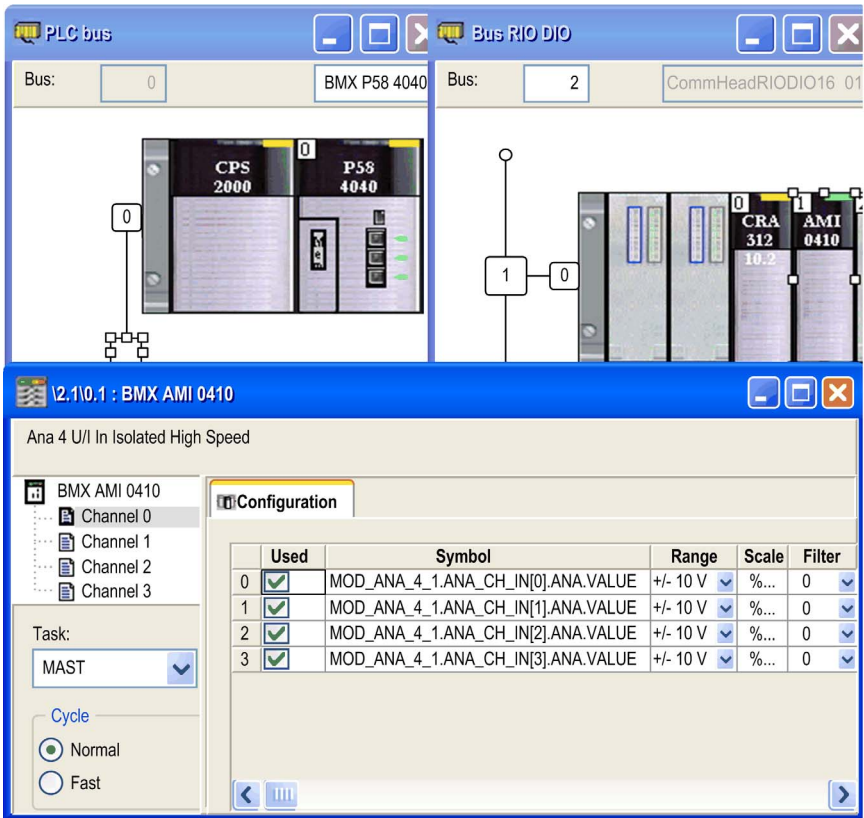 PLC bus
Bus: 0 BMX P58 4040
CPS 2000
0 P58 4040
0
Bus RIO DIO
Bus: 2 CommHeadRIODIO16 01
0 CRA 312 10.2
1 AMI 0410
1 0
\2.1\0.1 : BMX AMI 0410
Ana 4 U/I In Isolated High Speed
BMX AMI 0410
Channel 0
Channel 1
Channel 2
Channel 3
Task:
MAST
Cycle
Normal
Fast
Configuration
Used Symbol Range Scale Filter
0 MOD_ANA_4_1.ANA_CH_IN[0].ANA.VALUE +/- 10 V %... 0
1 MOD_ANA_4_1.ANA_CH_IN[1].ANA.VALUE +/- 10 V %... 0
2 MOD_ANA_4_1.ANA_CH_IN[2].ANA.VALUE +/- 10 V %... 0
3 MOD_ANA_4_1.ANA_CH_IN[3].ANA.VALUE +/- 10 V %... 0